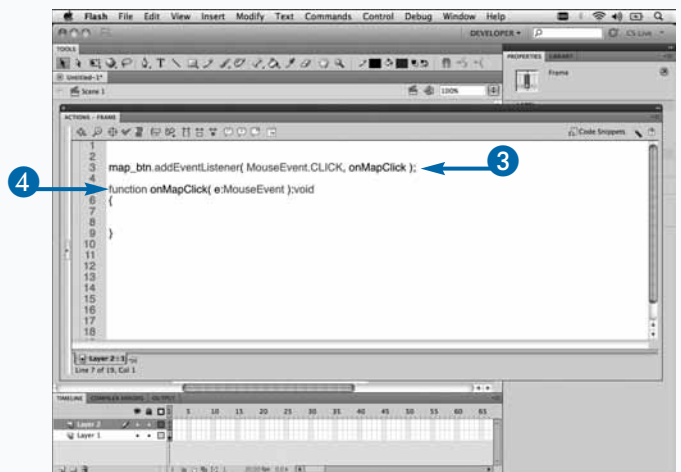 Flash File Edit View Insert Modify Text Commands Control Debug Window Help
DEVELOPER
CS Live
TOOLS
PROPERTIES LIBRARY
Untitled-1*
Frame
Scene 1
100%
ACTIONS - FRAME
Code Snippets
1
2
3 map_btn.addEventListener( MouseEvent.CLICK, onMapClick );
3
4
4
function onMapClick( e:MouseEvent ):void
6 {
7
8
9 }
10
11
12
13
14
15
16
17
18
Layer 2 : 1
Line 7 of 19, Col 1
TIMELINE COMPILER ERRORS OUTPUT
5 10 15 20 25 30 35 40 45 50 55 60 65
Layer 2
Layer 1